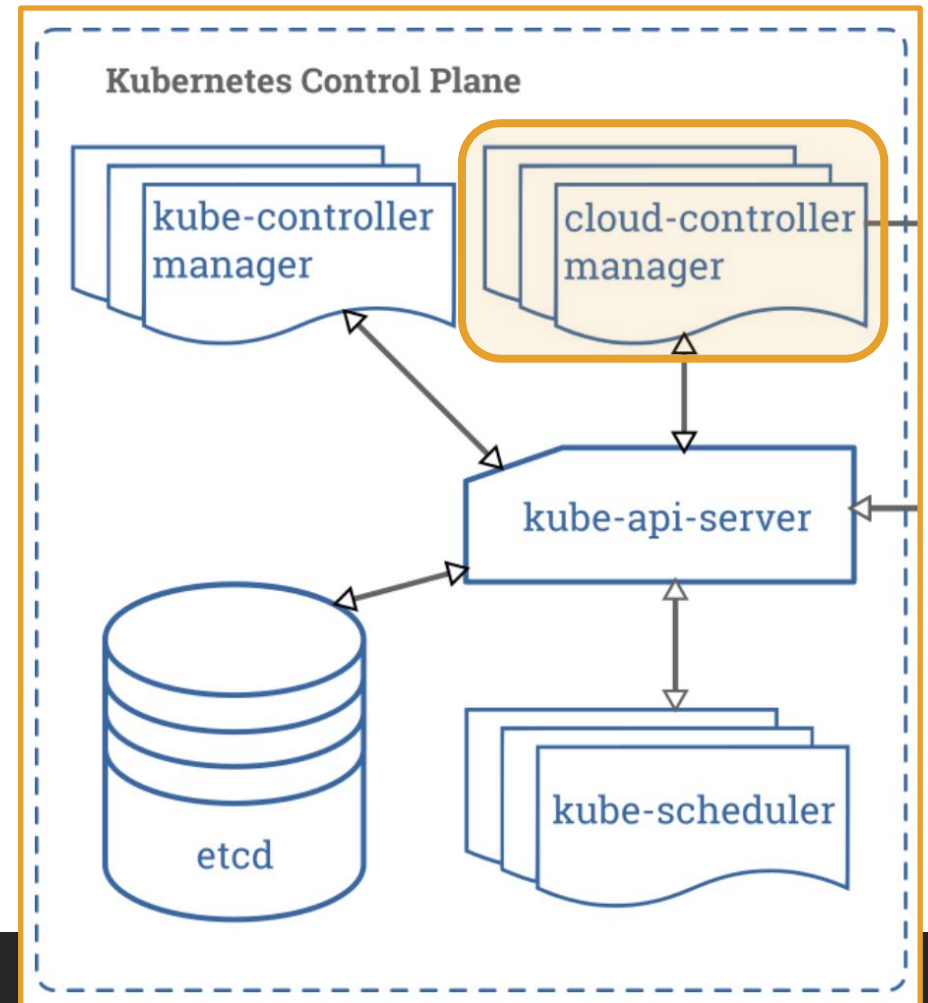 Kubernetes Control Plane
kube-controller
manager
cloud-controller
manager
kube-api-server
kube-scheduler
etcd